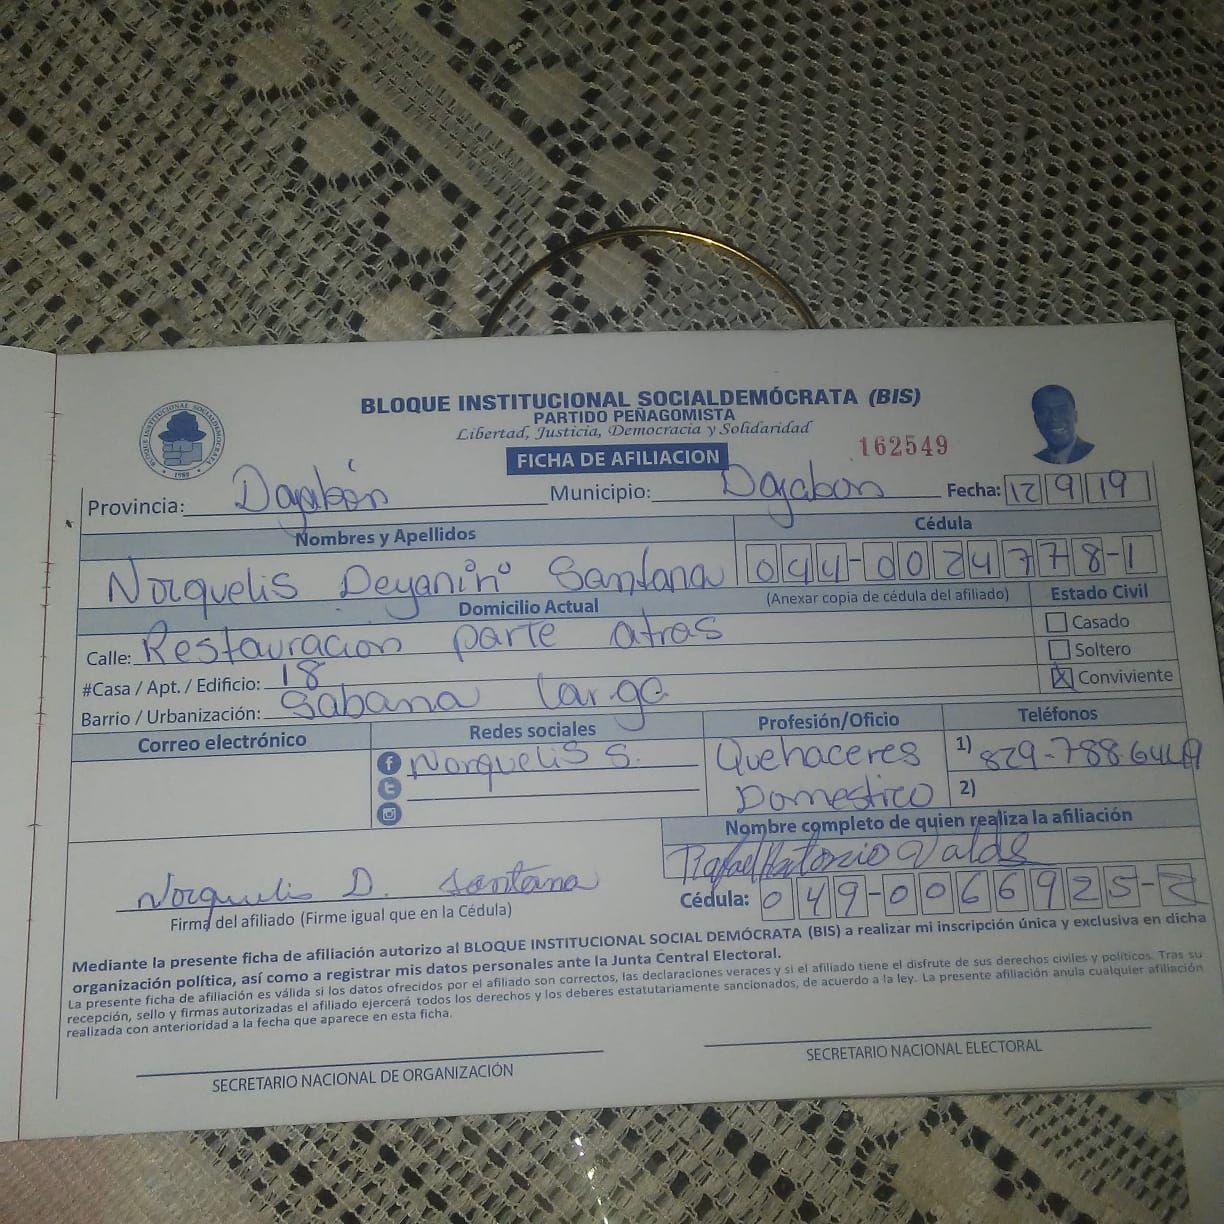 BLOQUE INSTITUCIONAL SOCIALDEMÓCRATA (BIS)
PARTIDO PEÑAGOMISTA
Libertad, Justicia, Democracia y Solidaridad
162549
FICHA DE AFILIACION
Provincia: Dajabón Municipio: Dajabon Fecha: 12 9 19
Nombres y Apellidos Cédula
Norquelis Santana 044-0024778-1
Domicilio Actual (Anexar copia de cédula del afiliado) Estado Civil
Calle: Restauracion parte atras Casado
#Casa / Apt. / Edificio: 18 Soltero
Barrio / Urbanización: Sabana Larga X Conviviente
Correo electrónico Redes sociales Profesión/Oficio Teléfonos
Norquelis S. Quehaceres 1) 829-788
Domestico 2)
Nombre completo de quien realiza la afiliación
Rafael Antonio
Norquelis D. Santana Cédula: 049-0066925-2
Firma del afiliado (Firme igual que en la Cédula)
Mediante la presente ficha de afiliación autorizo al BLOQUE INSTITUCIONAL SOCIAL DEMÓCRATA (BIS) a realizar mi inscripción única y exclusiva en dicha
organización política, así como a registrar mis datos personales ante la Junta Central Electoral.
La presente ficha de afiliación es válida si los datos ofrecidos por el afiliado son correctos, las declaraciones veraces y si el afiliado tiene el disfrute de sus derechos civiles y políticos. Tras su
recepción, sello y firmas autorizadas el afiliado ejercerá todos los derechos y los deberes estatutariamente sancionados, de acuerdo a la ley. La presente afiliación anula cualquier afiliación
realizada con anterioridad a la fecha que aparece en esta ficha.
SECRETARIO NACIONAL DE ORGANIZACIÓN SECRETARIO NACIONAL ELECTORAL